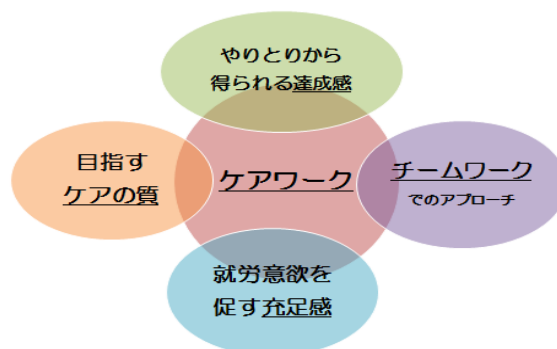 やりとりから
得られる達成感
目指す
ケアの質
ケアワーク
チームワーク
でのアプローチ
就労意欲を
促す充足感